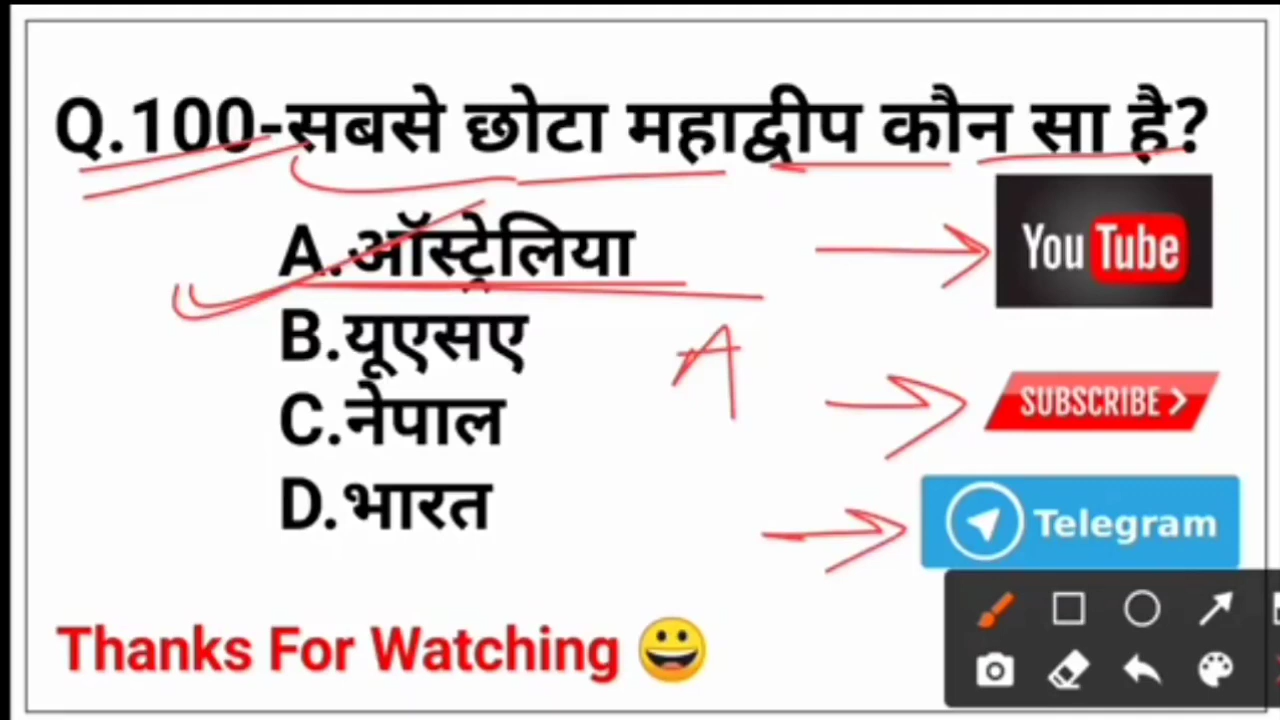 Q.100-सबसे छोटा महाद्वीप कौन सा है?
A.ऑस्ट्रेलिया
YouTube
B.यूएसए
A
C.नेपाल
SUBSCRIBE >
D.भारत
Telegram
Thanks For Watching 😀